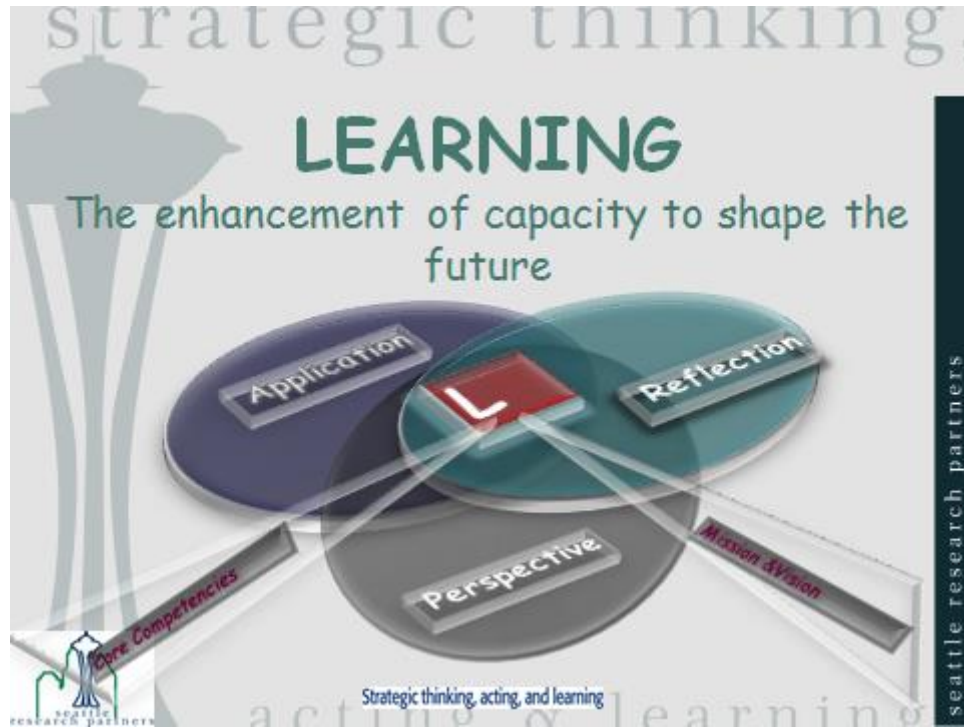 strategic thinking
LEARNING
The enhancement of capacity to shape the
future
Application
Reflection
L
Perspective
Core Competencies
Mission &Vision
seattle research partners
seattle
research partners
Strategic thinking, acting, and learning
acting & learning